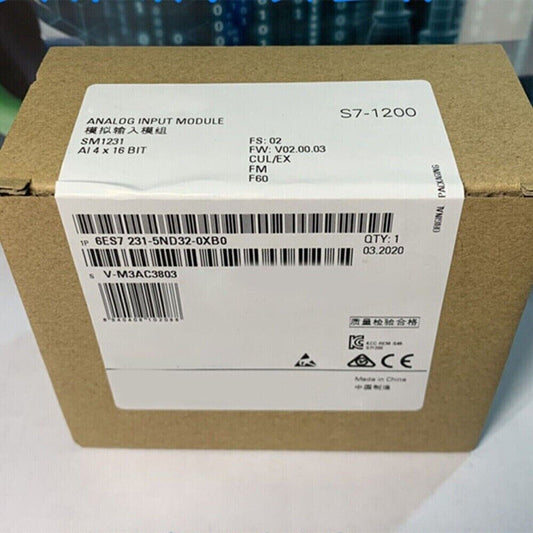 ANALOG INPUT MODULE
模拟输入模组
SM1231
AI 4 x 16 BIT
S7-1200
FS: 02
FW: V02.00.03
CUL/EX
FM
F60
ORIGINAL PACKAGING
1P 6ES7 231-5ND32-0XB0
QTY: 1
03.2020
S V-M3AC3803
质量检验合格
Made in China
中国制造